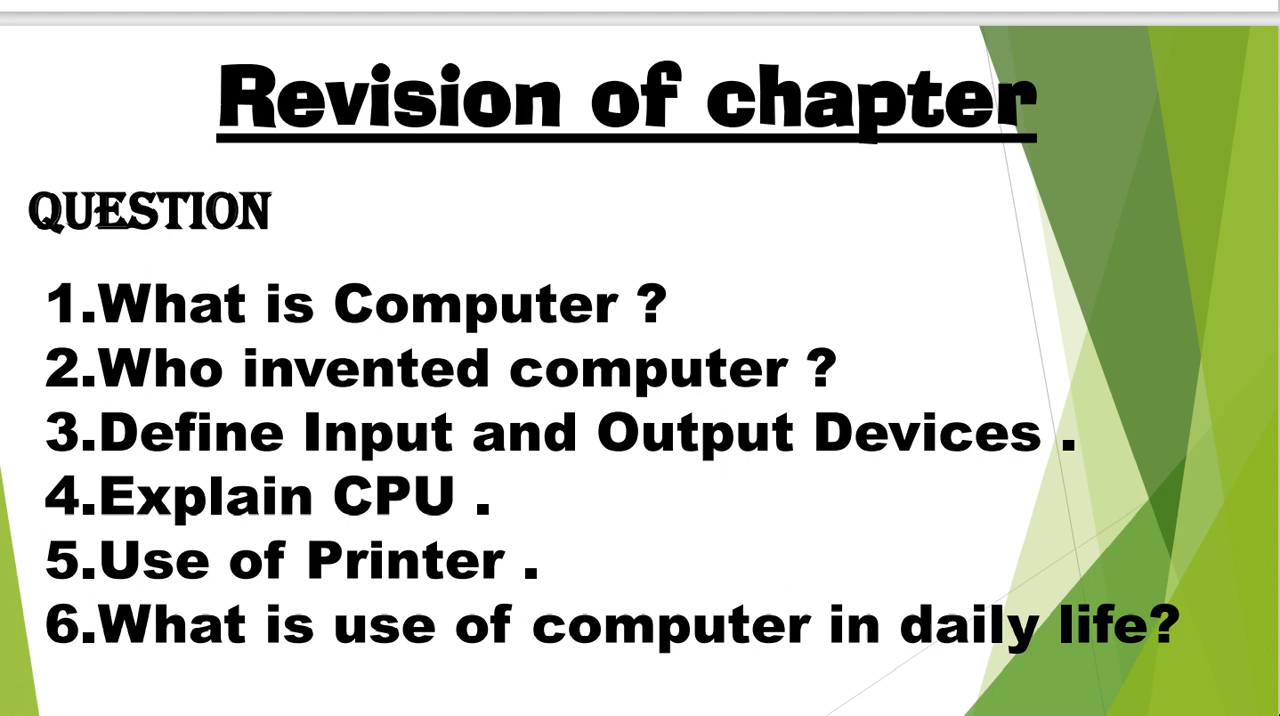 Revision of chapter
QUESTION
1.What is Computer ?
2.Who invented computer ?
3.Define Input and Output Devices .
4.Explain CPU .
5.Use of Printer .
6.What is use of computer in daily life?